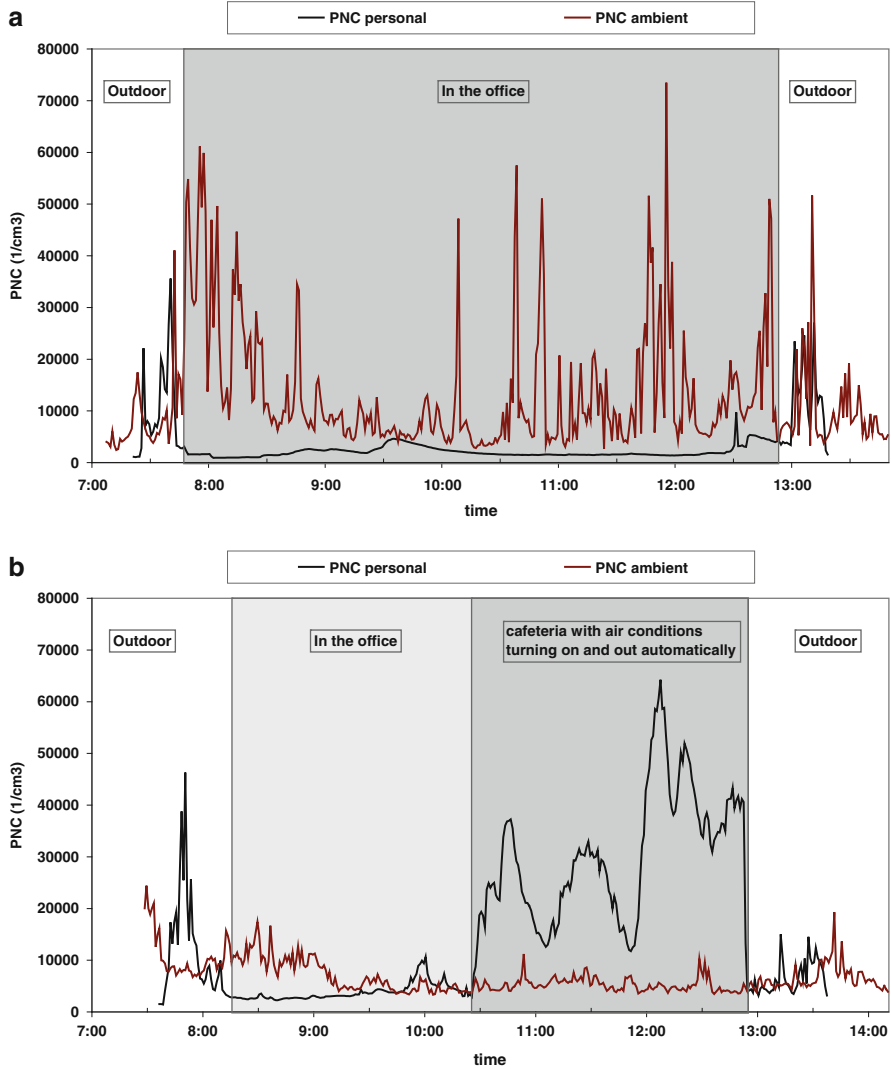 a
PNC personal PNC ambient
80000
70000
60000
50000
40000
30000
20000
10000
0
PNC (1/cm3)
Outdoor
In the office
Outdoor
7:00 8:00 9:00 10:00 11:00 12:00 13:00
time
b
PNC personal PNC ambient
80000
70000
60000
50000
40000
30000
20000
10000
0
PNC (1/cm3)
Outdoor
In the office
cafeteria with air conditions
turning on and out automatically
Outdoor
7:00 8:00 9:00 10:00 11:00 12:00 13:00 14:00
time